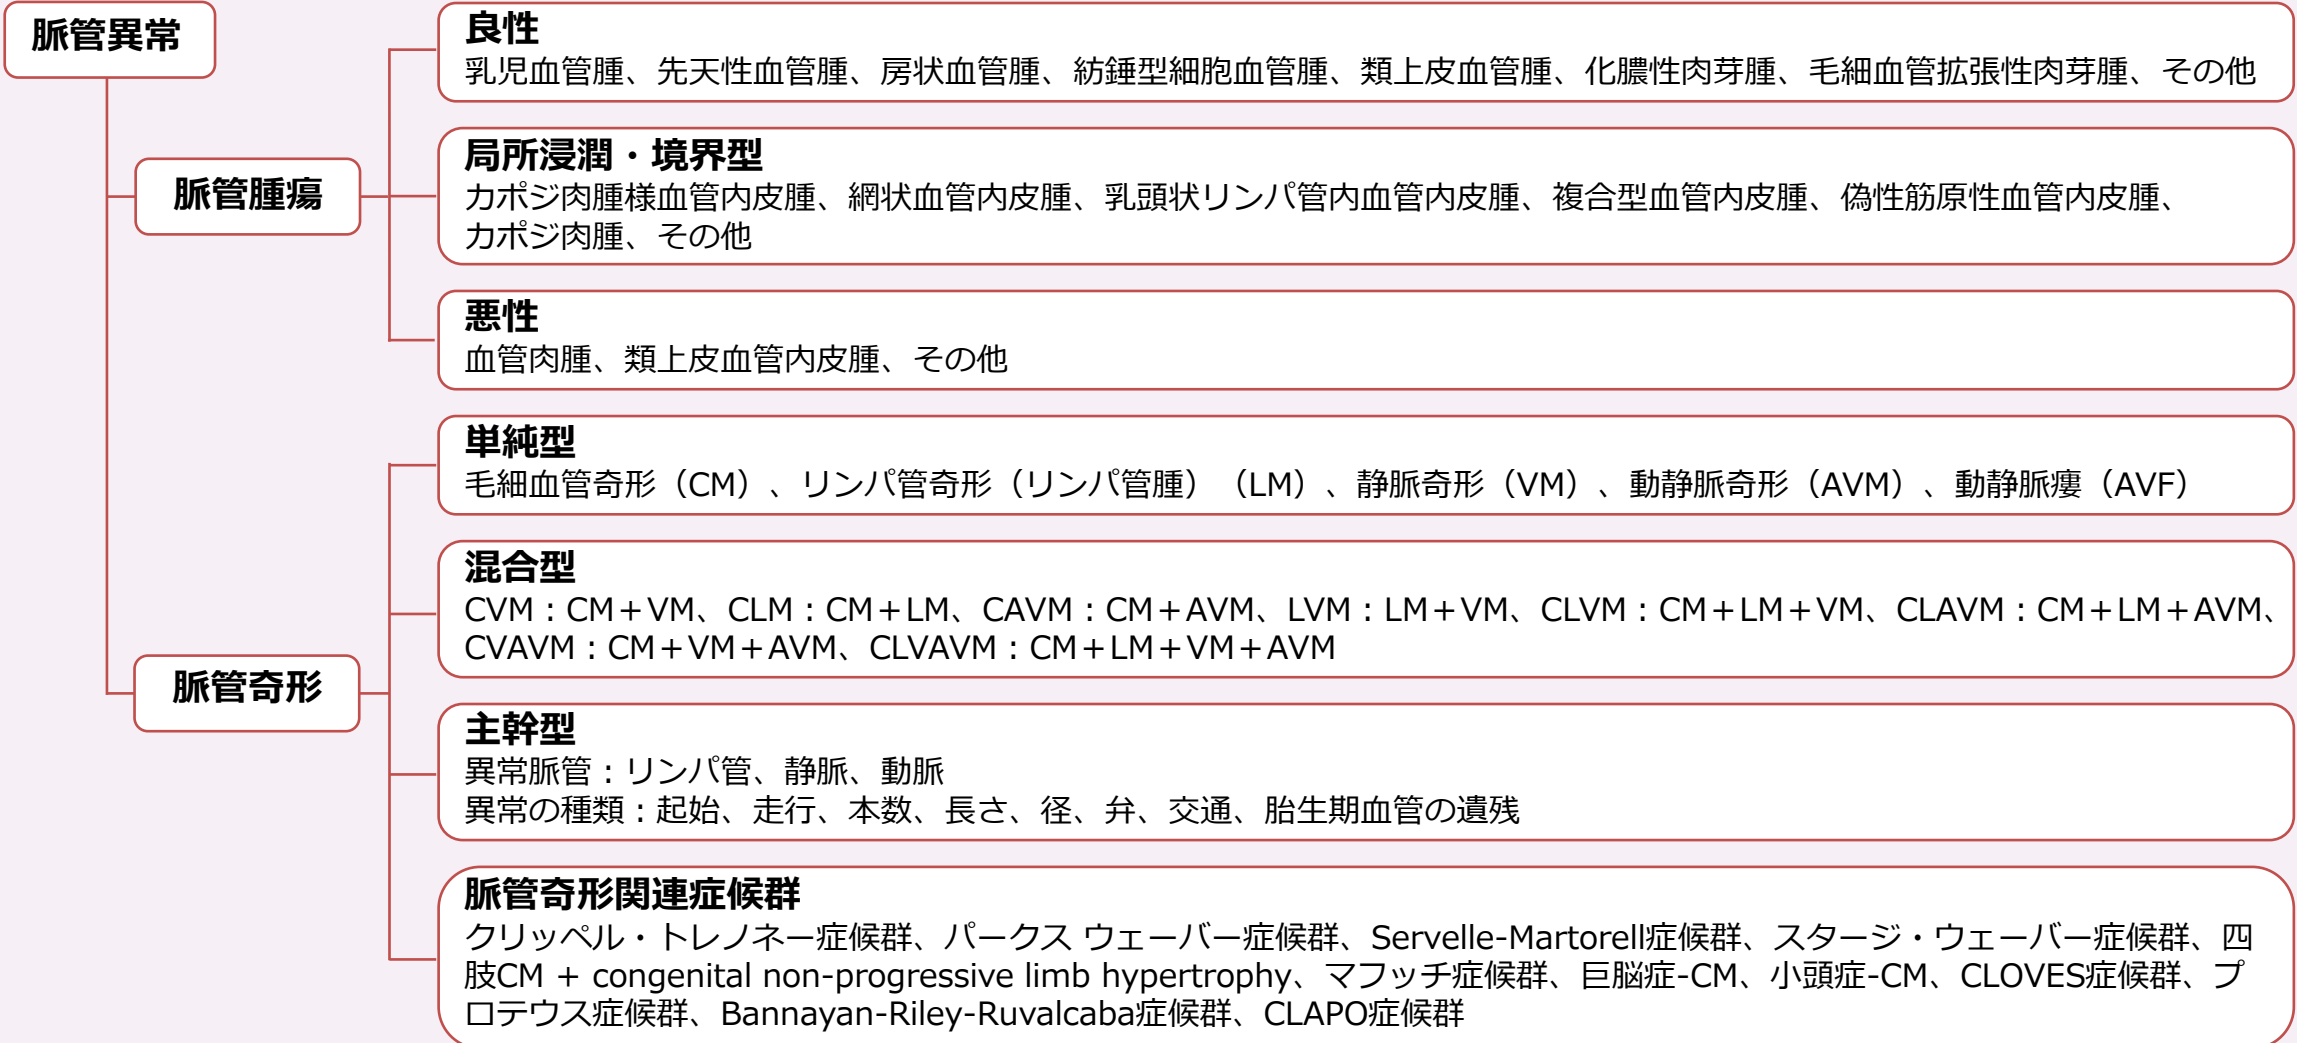 脈管異常
良性
乳児血管腫、先天性血管腫、房状血管腫、紡錘型細胞血管腫、類上皮血管腫、化膿性肉芽腫、毛細血管拡張性肉芽腫、その他
脈管腫瘍
局所浸潤・境界型
カポジ肉腫様血管内皮腫、網状血管内皮腫、乳頭状リンパ管内血管内皮腫、複合型血管内皮腫、偽性筋原性血管内皮腫、
カポジ肉腫、その他
悪性
血管肉腫、類上皮血管内皮腫、その他
脈管奇形
単純型
毛細血管奇形（CM）、リンパ管奇形（リンパ管腫）（LM）、静脈奇形（VM）、動静脈奇形（AVM）、動静脈瘻（AVF）
混合型
CVM：CM＋VM、CLM：CM＋LM、CAVM：CM＋AVM、LVM：LM＋VM、CLVM：CM＋LM＋VM、CLAVM：CM＋LM＋AVM、
CVAVM：CM＋VM＋AVM、CLVAVM：CM＋LM＋VM＋AVM
主幹型
異常脈管：リンパ管、静脈、動脈
異常の種類：起始、走行、本数、長さ、径、弁、交通、胎生期血管の遺残
脈管奇形関連症候群
クリッペル・トレノネー症候群、パークス ウェーバー症候群、Servelle-Martorell症候群、スタージ・ウェーバー症候群、四
肢CM + congenital non-progressive limb hypertrophy、マフッチ症候群、巨脳症-CM、小頭症-CM、CLOVES症候群、プ
ロテウス症候群、Bannayan-Riley-Ruvalcaba症候群、CLAPO症候群